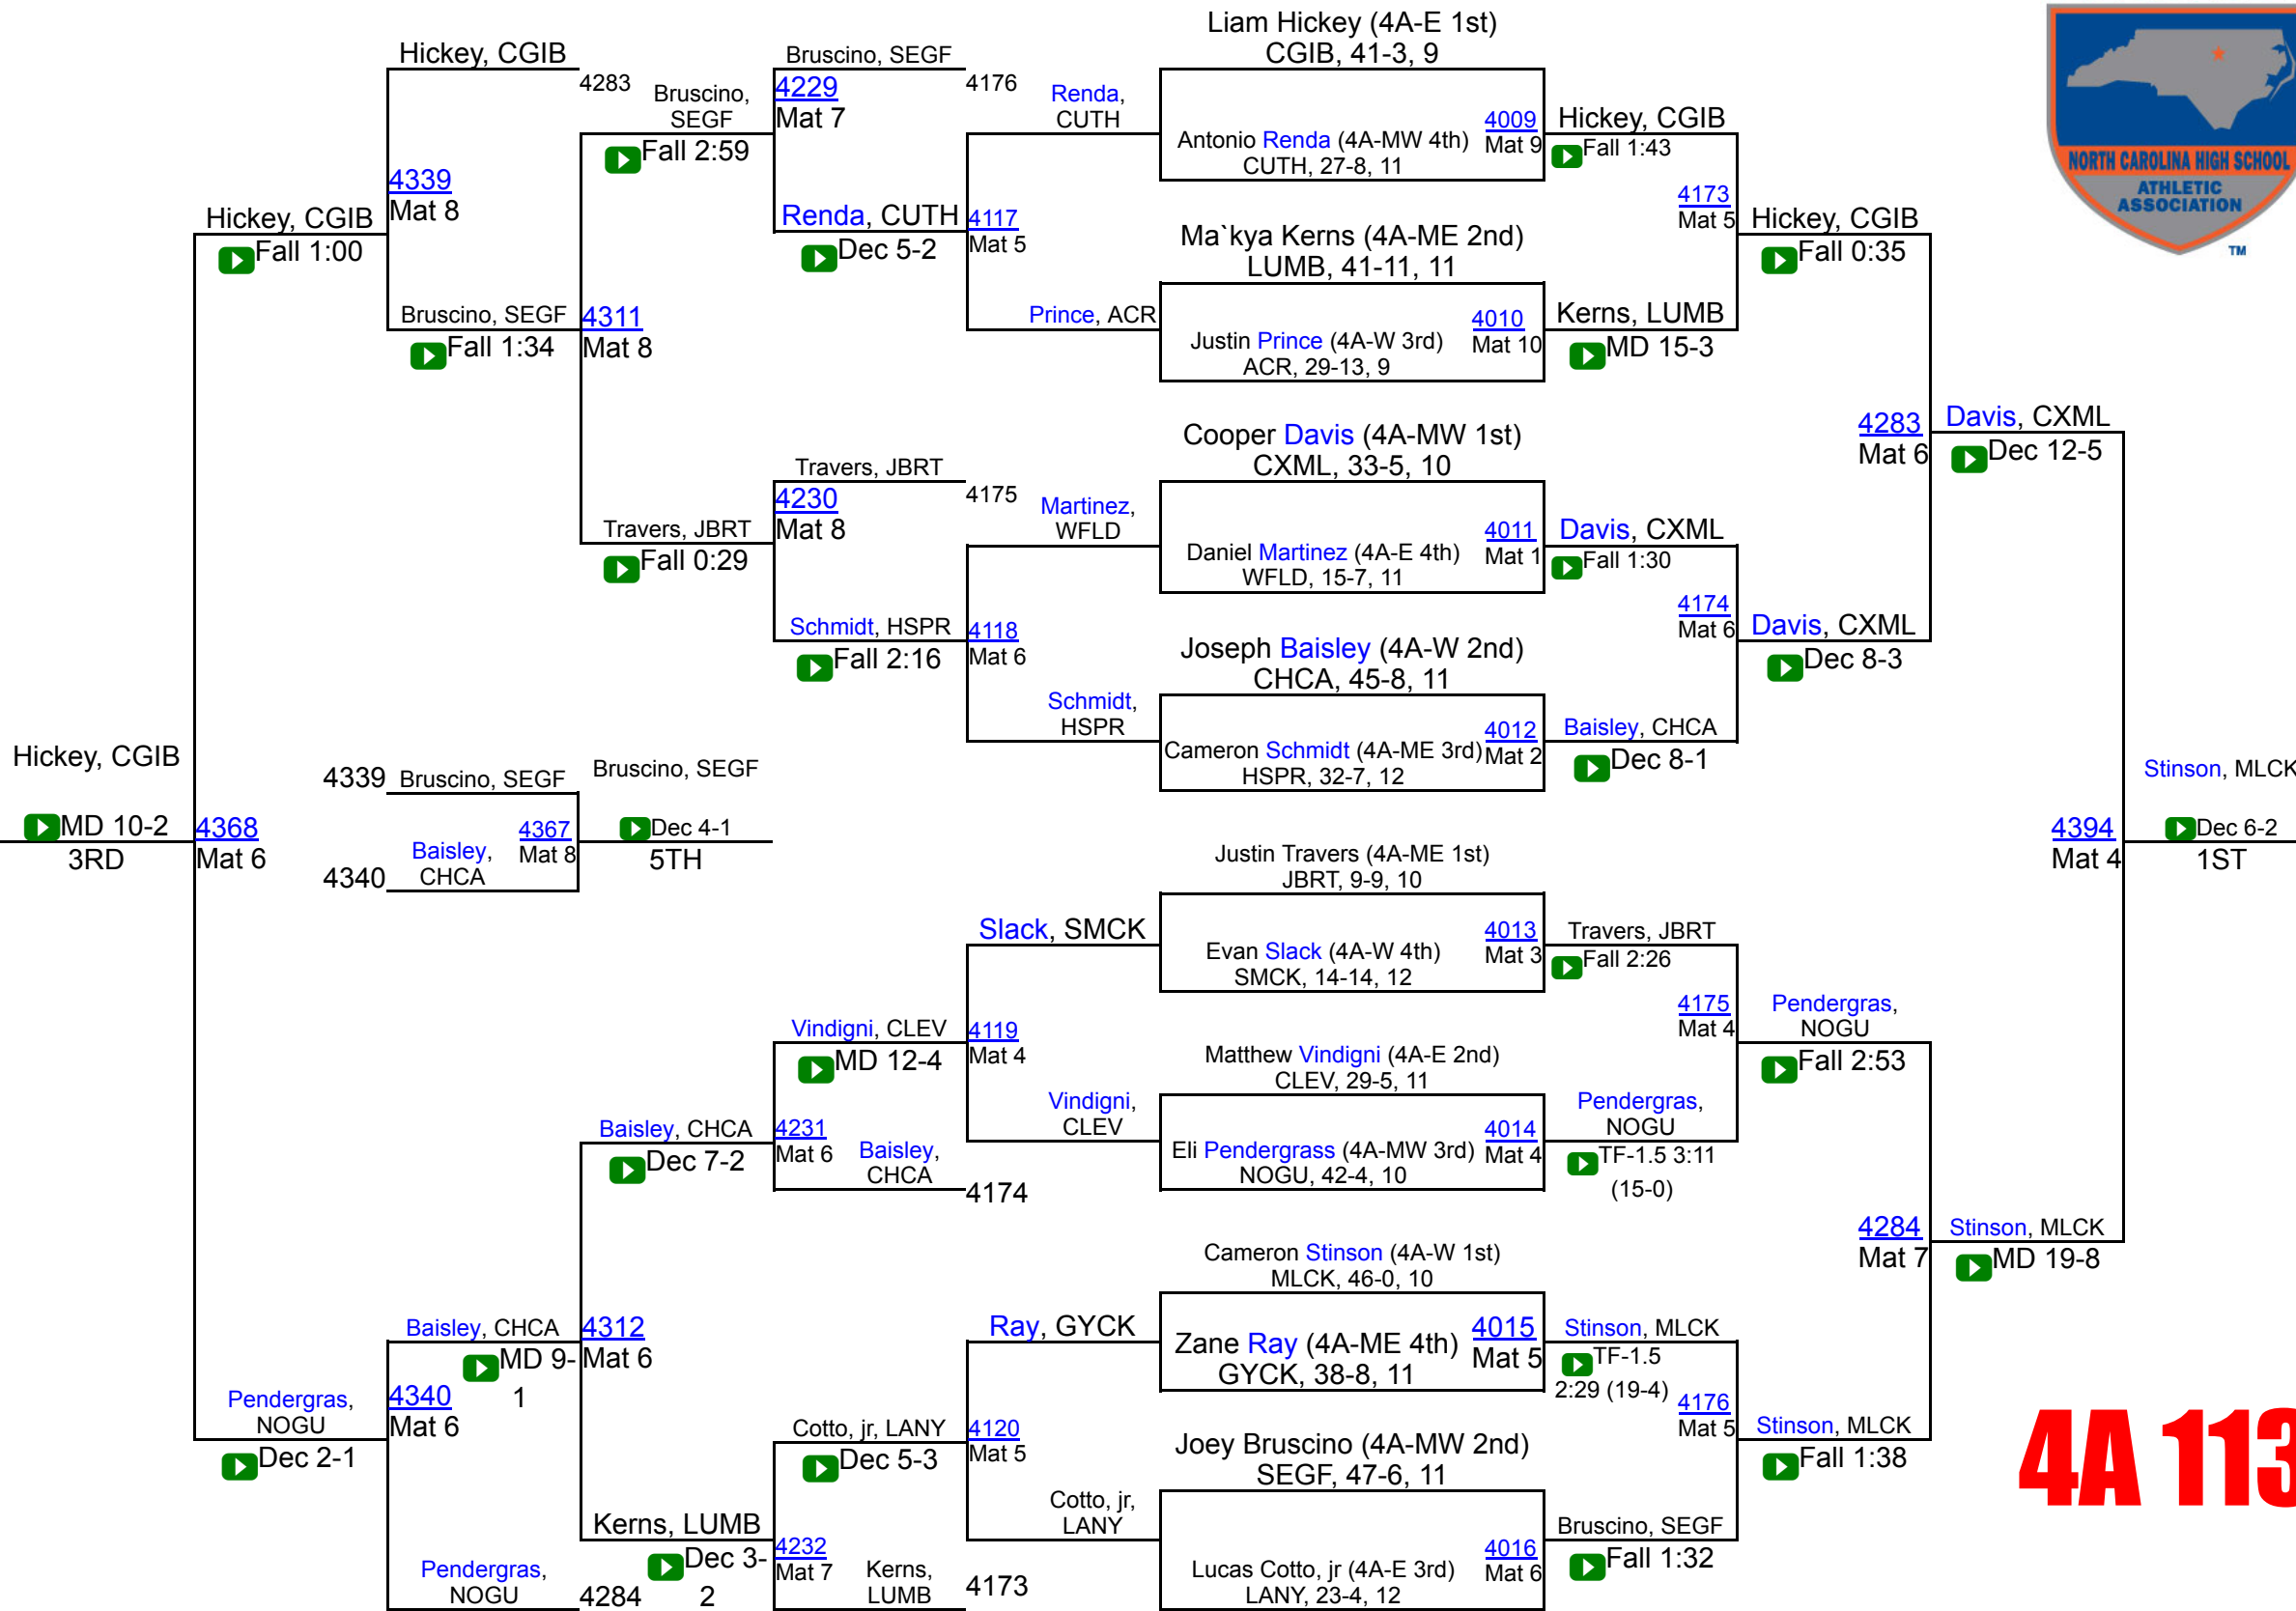 Liam Hickey (4A-E 1st)
CGIB, 41-3, 9
Antonio Renda (4A-MW 4th)
CUTH, 27-8, 11
4009
Mat 9
Hickey, CGIB
Fall 1:43
Ma`kya Kerns (4A-ME 2nd)
LUMB, 41-11, 11
Justin Prince (4A-W 3rd)
ACR, 29-13, 9
4010
Mat 10
Kerns, LUMB
MD 15-3
Cooper Davis (4A-MW 1st)
CXML, 33-5, 10
Daniel Martinez (4A-E 4th)
WFLD, 15-7, 11
4011
Mat 1
Davis, CXML
Fall 1:30
Joseph Baisley (4A-W 2nd)
CHCA, 45-8, 11
Cameron Schmidt (4A-ME 3rd)
HSPR, 32-7, 12
4012
Mat 2
Baisley, CHCA
Dec 8-1
Justin Travers (4A-ME 1st)
JBRT, 9-9, 10
Evan Slack (4A-W 4th)
SMCK, 14-14, 12
4013
Mat 3
Travers, JBRT
Fall 2:26
Matthew Vindigni (4A-E 2nd)
CLEV, 29-5, 11
Eli Pendergrass (4A-MW 3rd)
NOGU, 42-4, 10
4014
Mat 4
Pendergras,
NOGU
TF-1.5 3:11
(15-0)
Cameron Stinson (4A-W 1st)
MLCK, 46-0, 10
Zane Ray (4A-ME 4th)
GYCK, 38-8, 11
4015
Mat 5
Stinson, MLCK
TF-1.5
2:29 (19-4)
Joey Bruscino (4A-MW 2nd)
SEGF, 47-6, 11
Lucas Cotto, jr (4A-E 3rd)
LANY, 23-4, 12
4016
Mat 6
Bruscino, SEGF
Fall 1:32
4173
Mat 5
Hickey, CGIB
Fall 0:35
4174
Mat 6
Davis, CXML
Dec 8-3
4175
Mat 4
Pendergras,
NOGU
Fall 2:53
4176
Mat 5
Stinson, MLCK
Fall 1:38
4283
Mat 6
Davis, CXML
Dec 12-5
4284
Mat 7
Stinson, MLCK
MD 19-8
4394
Mat 4
Stinson, MLCK
Dec 6-2
1ST
Renda,
CUTH
Prince, ACR
4117
Mat 5
Renda, CUTH
Dec 5-2
Martinez,
WFLD
Schmidt,
HSPR
4118
Mat 6
Schmidt, HSPR
Fall 2:16
Slack, SMCK
Vindigni,
CLEV
4119
Mat 4
Vindigni, CLEV
MD 12-4
Ray, GYCK
Cotto, jr,
LANY
4120
Mat 5
Cotto, jr, LANY
Dec 5-3
Bruscino, SEGF
4176
4229
Mat 7
Bruscino,
SEGF
Fall 2:59
Travers, JBRT
4175
4230
Mat 8
Travers, JBRT
Fall 0:29
Baisley,
CHCA
4174
4231
Mat 6
Baisley, CHCA
Dec 7-2
Kerns,
LUMB
4173
4232
Mat 7
Kerns, LUMB
Dec 3-
2
4311
Mat 8
Bruscino, SEGF
Fall 1:34
4312
Mat 6
Baisley, CHCA
MD 9-
1
Hickey, CGIB
4283
4339
Mat 8
Hickey, CGIB
Fall 1:00
Pendergras,
NOGU
4284
4340
Mat 6
Pendergras,
NOGU
Dec 2-1
4368
Mat 6
Hickey, CGIB
MD 10-2
3RD
4339
Bruscino, SEGF
4340
Baisley,
CHCA
4367
Mat 8
Bruscino, SEGF
Dec 4-1
5TH
NORTH CAROLINA HIGH SCHOOL
ATHLETIC
ASSOCIATION
TM
4A 113